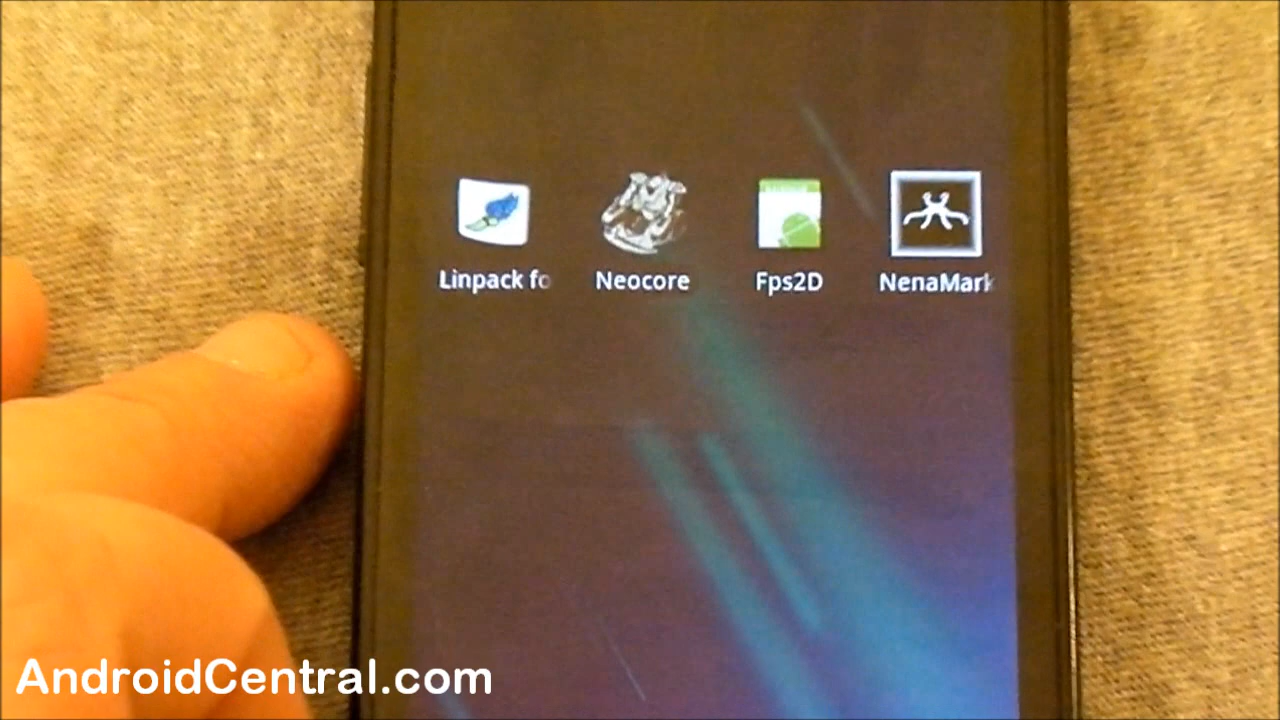 Linpack fo
Neocore
Fps2D
NenaMark
AndroidCentral.com